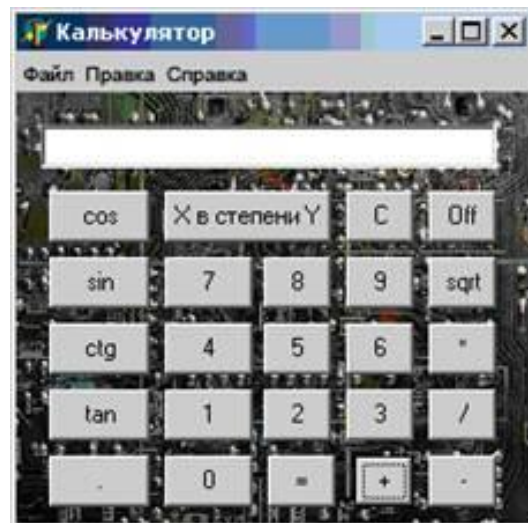 Калькулятор
Файл Правка Справка
cos X в степени Y C Off
sin 7 8 9 sqrt
ctg 4 5 6 *
tan 1 2 3 /
. 0 = + -